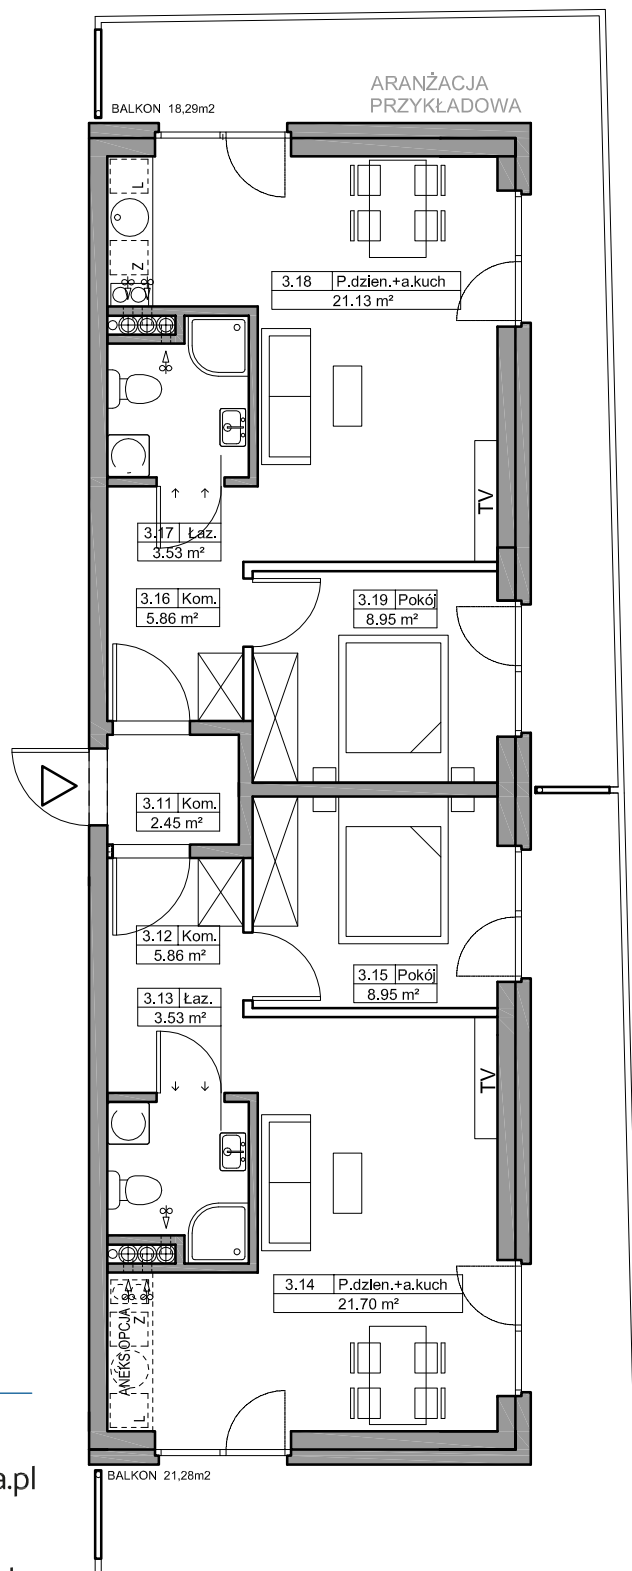 ARANŻACJA
PRZYKŁADOWA
BALKON 18,29m2
L
Z
3.18 P.dzien.+a.kuch
21.13 m²
TV
3.17 Łaz.
3.53 m²
3.16 Kom.
5.86 m²
3.19 Pokój
8.95 m²
3.11 Kom.
2.45 m²
3.12 Kom.
5.86 m²
3.15 Pokój
8.95 m²
3.13 Łaz.
3.53 m²
TV
3.14 P.dzien.+a.kuch
21.70 m²
ANEKS OPCJA
Z
L
BALKON 21,28m2
a.pl